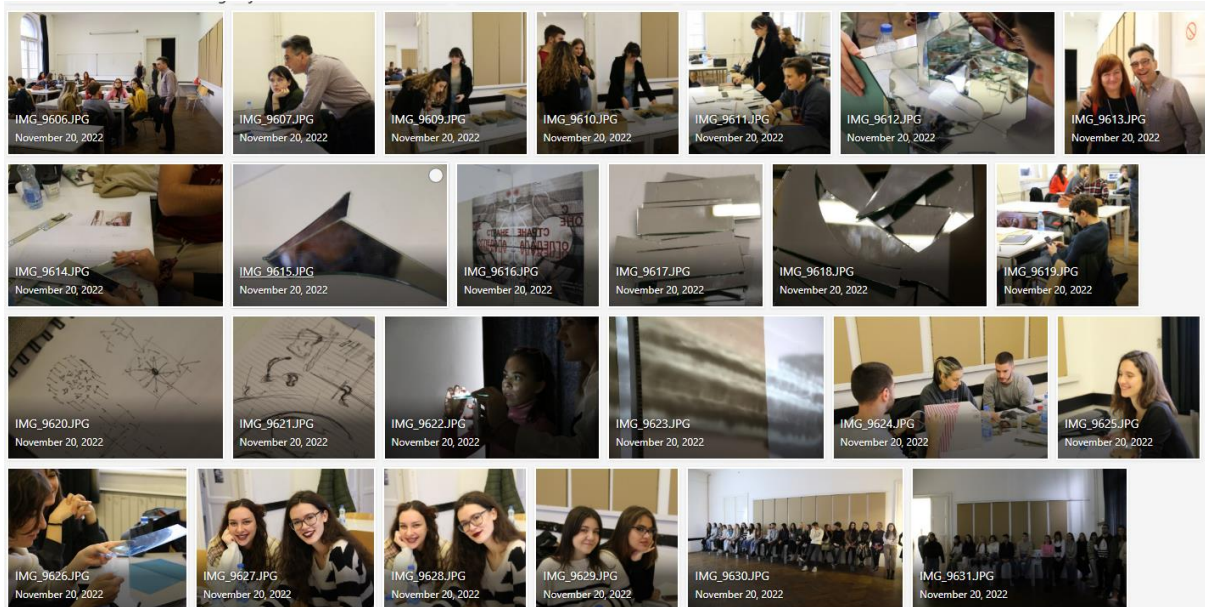 IMG_9606.JPG
November 20, 2022
IMG_9607.JPG
November 20, 2022
IMG_9609.JPG
November 20, 2022
IMG_9610.JPG
November 20, 2022
IMG_9611.JPG
November 20, 2022
IMG_9612.JPG
November 20, 2022
IMG_9613.JPG
November 20, 2022
IMG_9614.JPG
November 20, 2022
IMG_9615.JPG
November 20, 2022
IMG_9616.JPG
November 20, 2022
IMG_9617.JPG
November 20, 2022
IMG_9618.JPG
November 20, 2022
IMG_9619.JPG
November 20, 2022
IMG_9620.JPG
November 20, 2022
IMG_9621.JPG
November 20, 2022
IMG_9622.JPG
November 20, 2022
IMG_9623.JPG
November 20, 2022
IMG_9624.JPG
November 20, 2022
IMG_9625.JPG
November 20, 2022
IMG_9626.JPG
November 20, 2022
IMG_9627.JPG
November 20, 2022
IMG_9628.JPG
November 20, 2022
IMG_9629.JPG
November 20, 2022
IMG_9630.JPG
November 20, 2022
IMG_9631.JPG
November 20, 2022